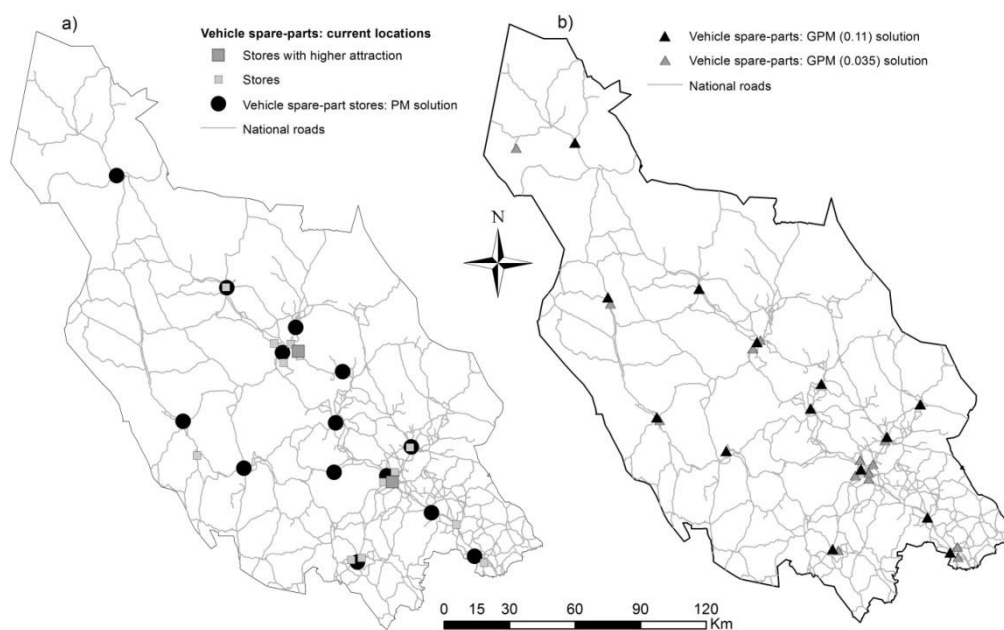 a)
Vehicle spare-parts: current locations
Stores with higher attraction
Stores
Vehicle spare-part stores: PM solution
National roads
b)
Vehicle spare-parts: GPM (0.11) solution
Vehicle spare-parts: GPM (0.035) solution
National roads
N
0 15 30 60 90 120
Km